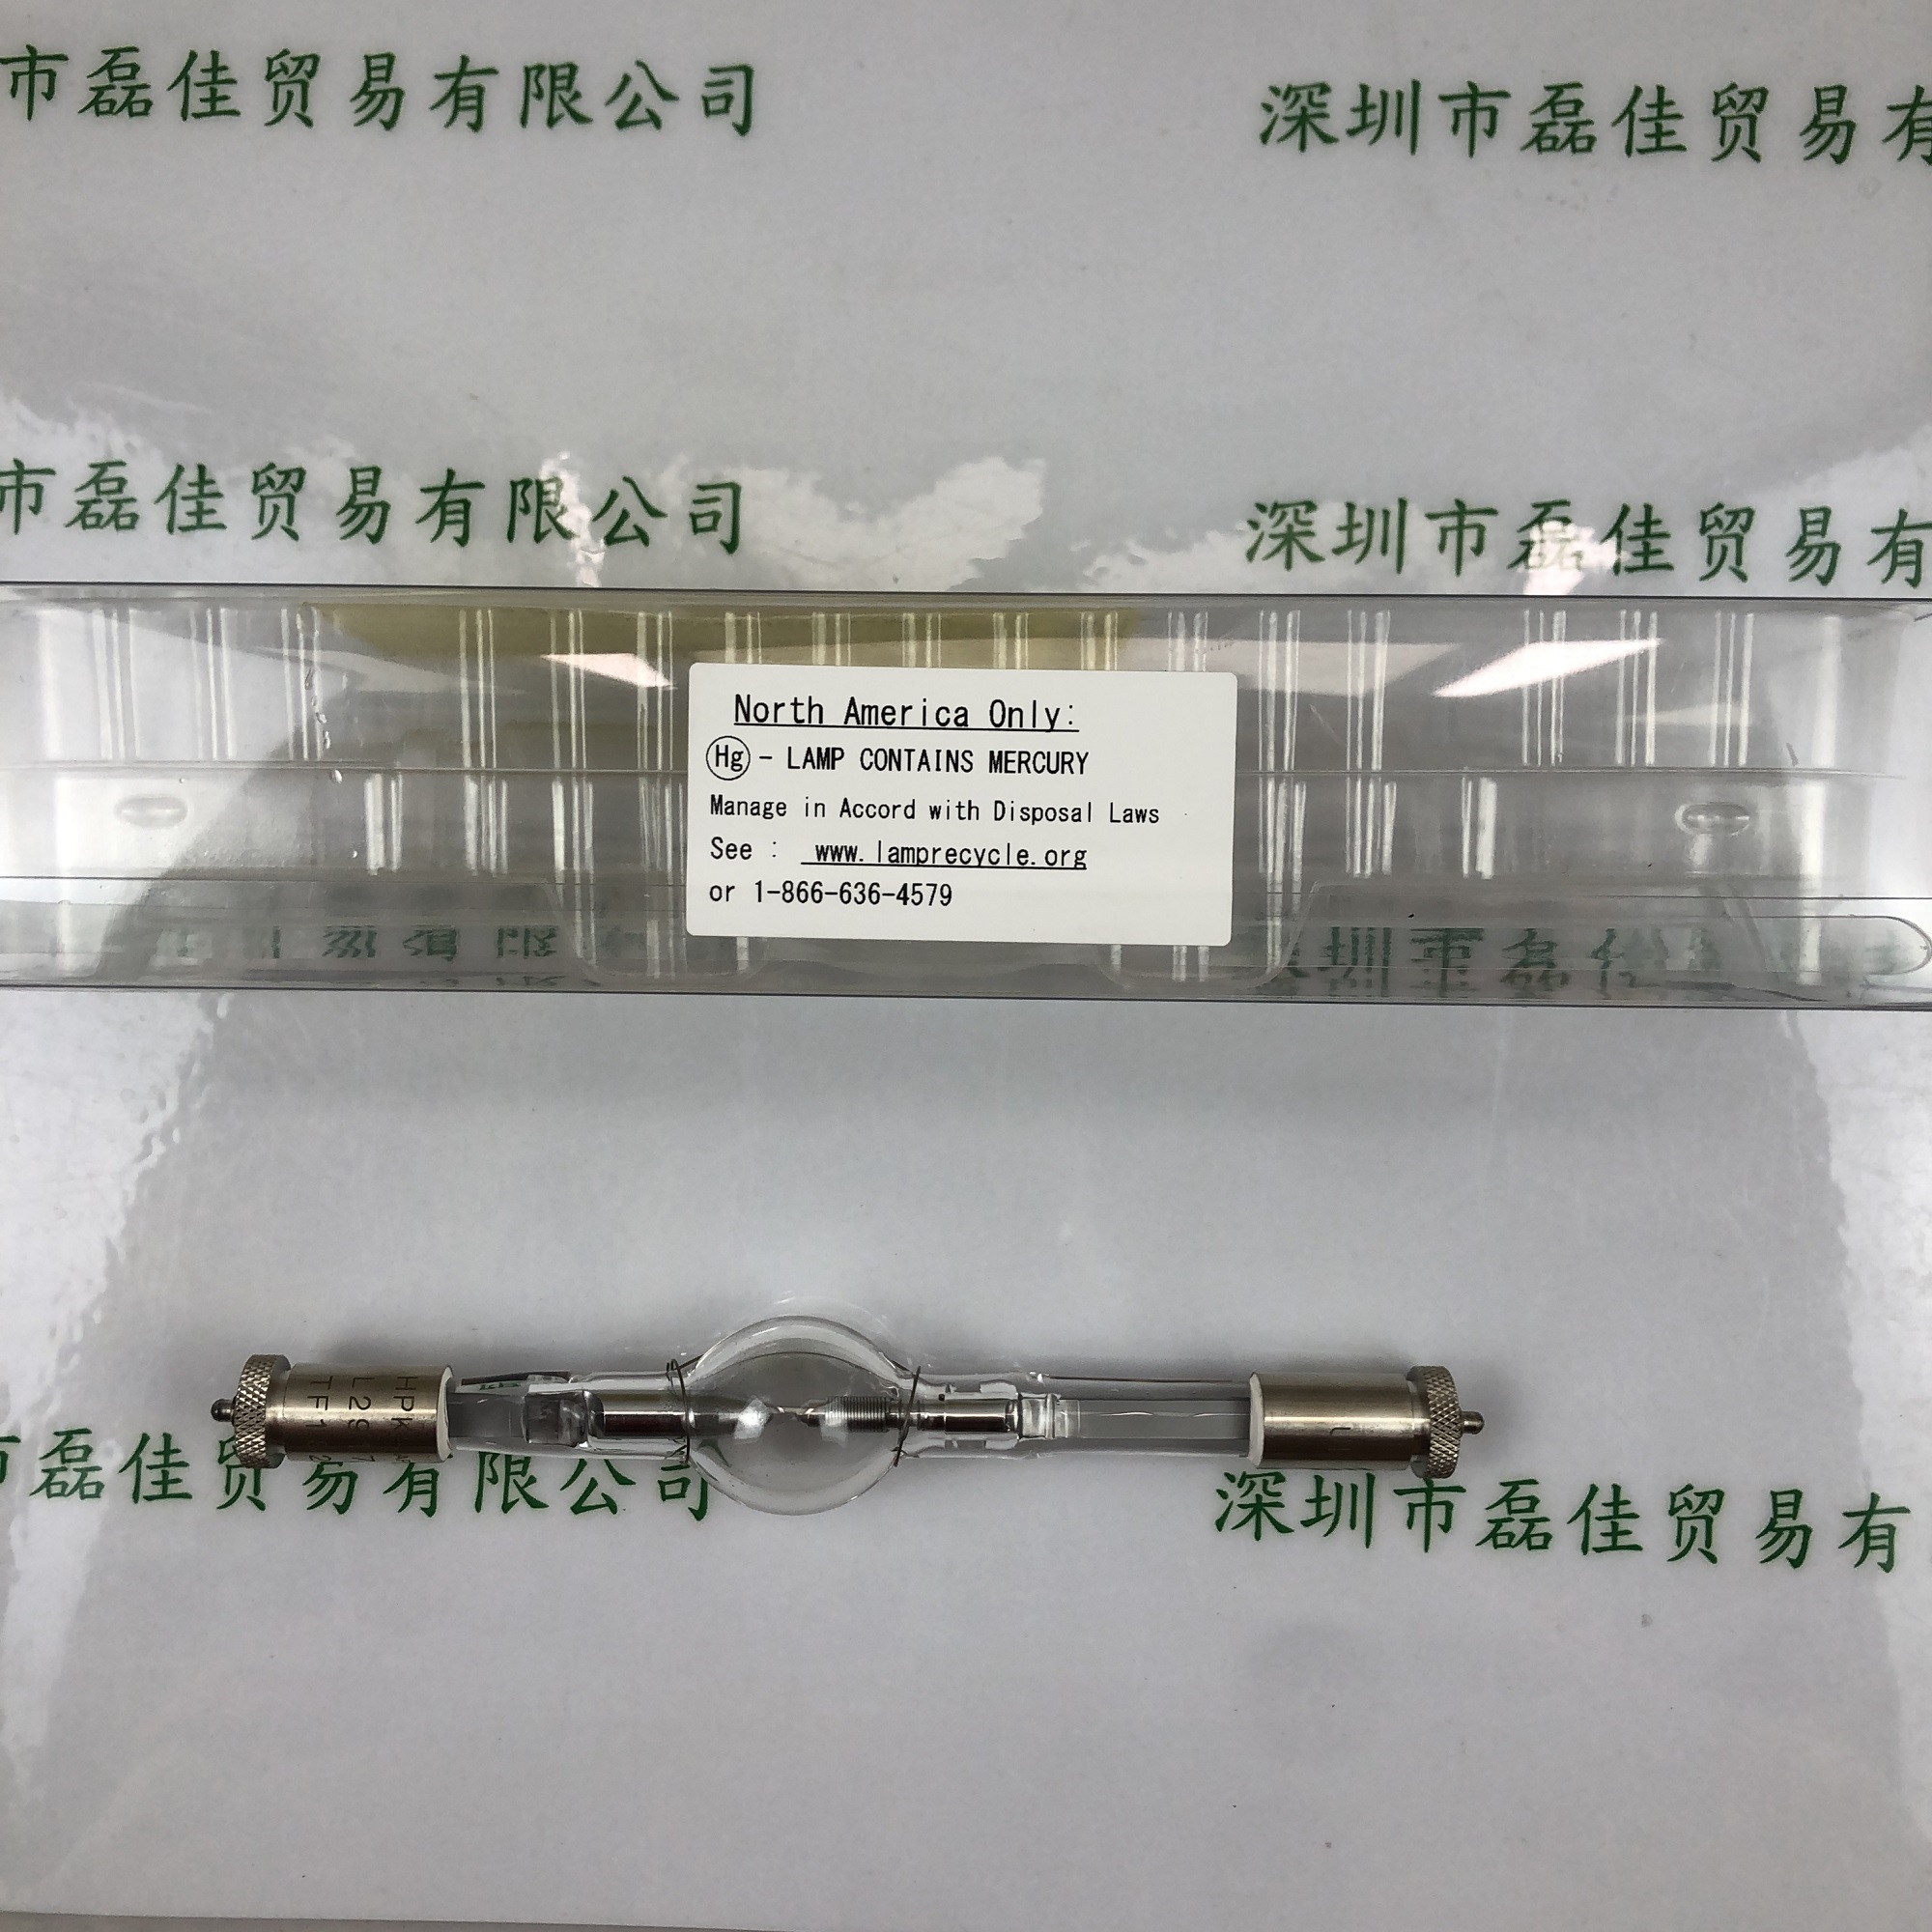 市磊佳贸易有限公司
深圳市磊佳贸易有
市磊佳贸易有限公司
深圳市磊佳贸易有
North America Only:
Hg - LAMP CONTAINS MERCURY
Manage in Accord with Disposal Laws
See : www.lamprecycle.org
or 1-866-636-4579
HPK
L29
TF1
市磊佳贸易有限公司
深圳市磊佳贸易有